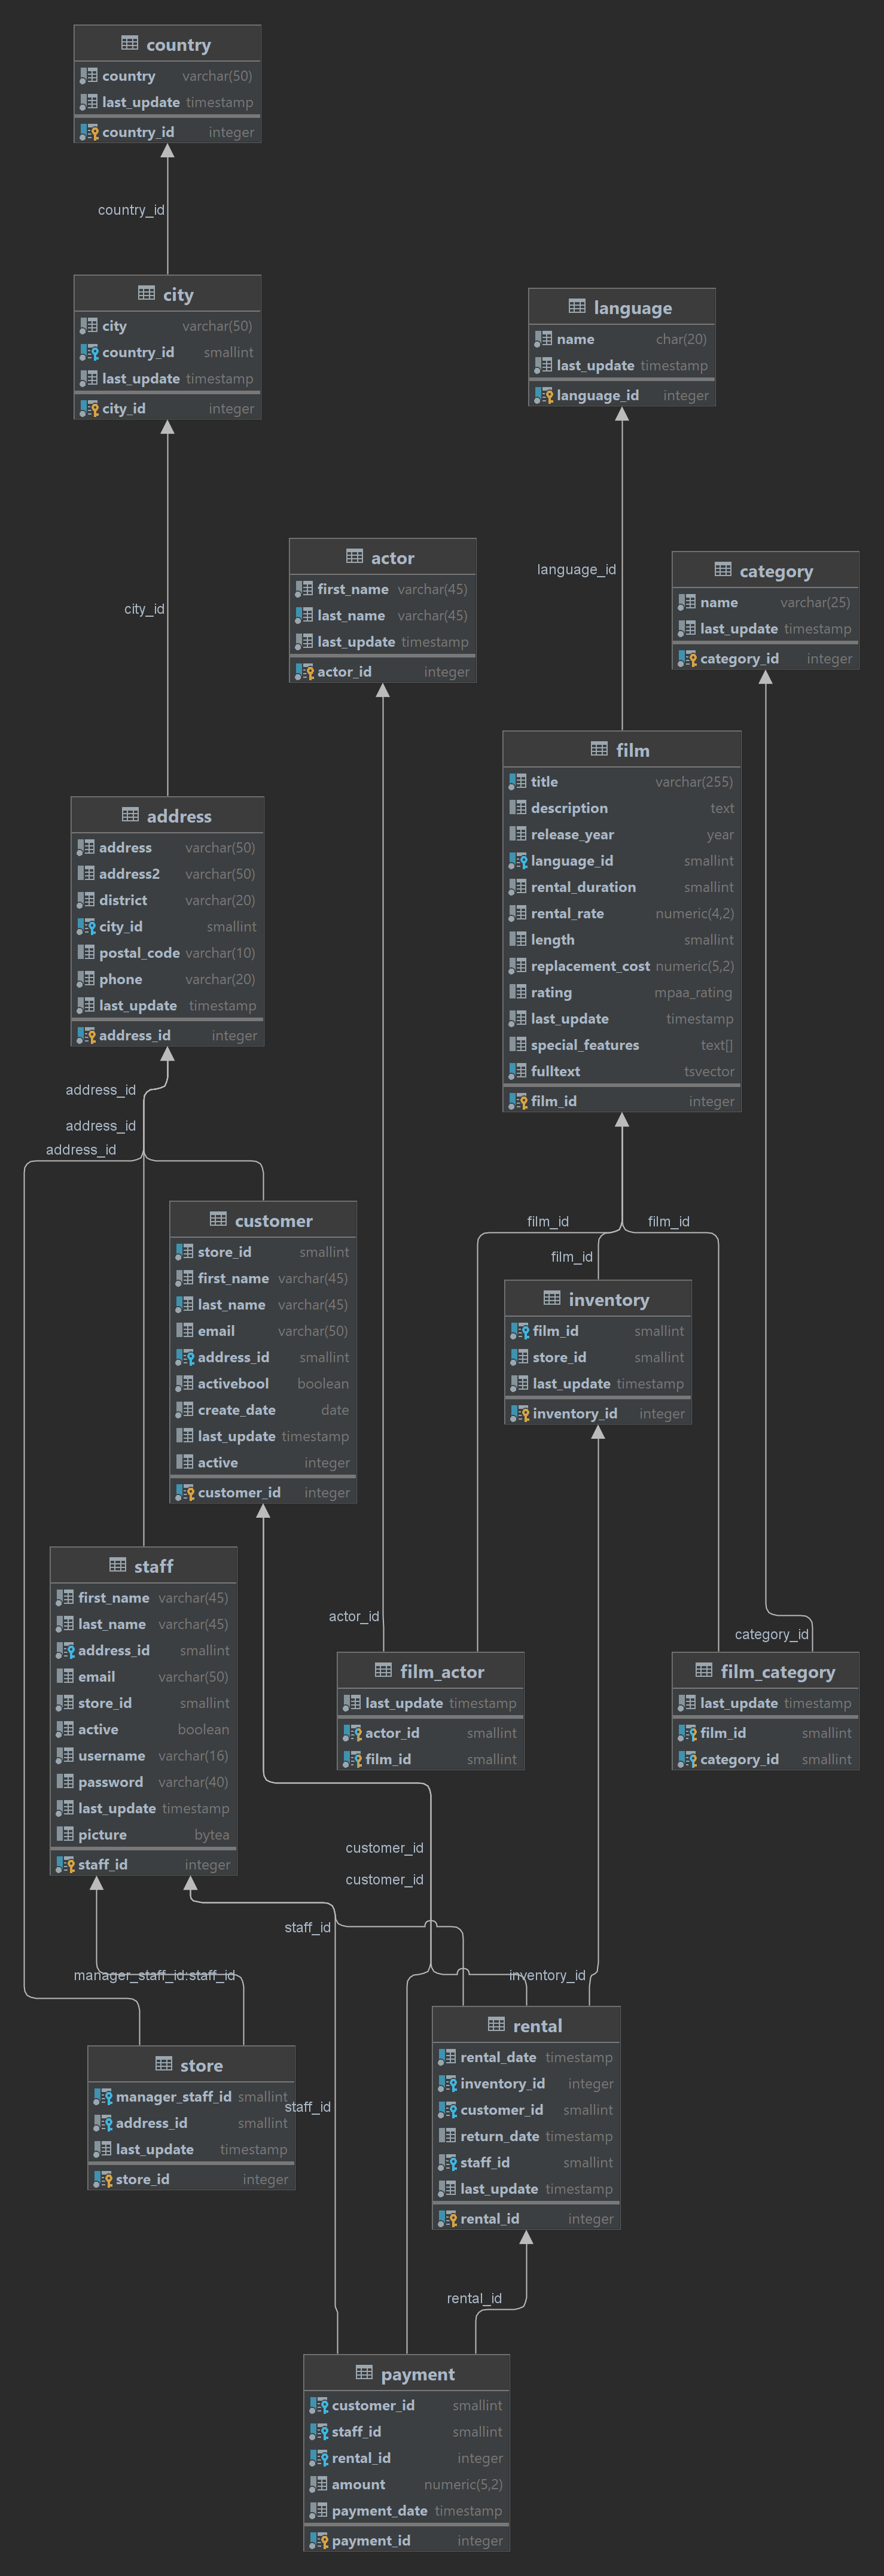 country
country varchar(50)
last_update timestamp
country_id integer
country_id
city
city varchar(50)
country_id smallint
last_update timestamp
city_id integer
language
name char(20)
last_update timestamp
language_id integer
city_id
actor
first_name varchar(45)
last_name varchar(45)
last_update timestamp
actor_id integer
language_id
category
name varchar(25)
last_update timestamp
category_id integer
film
title varchar(255)
description text
release_year year
language_id smallint
rental_duration smallint
rental_rate numeric(4,2)
length smallint
replacement_cost numeric(5,2)
rating mpaa_rating
last_update timestamp
special_features text[]
fulltext tsvector
film_id integer
address
address varchar(50)
address2 varchar(50)
district varchar(20)
city_id smallint
postal_code varchar(10)
phone varchar(20)
last_update timestamp
address_id integer
address_id
address_id
address_id
customer
store_id smallint
first_name varchar(45)
last_name varchar(45)
email varchar(50)
address_id smallint
activebool boolean
create_date date
last_update timestamp
active integer
customer_id integer
film_id
film_id
film_id
inventory
film_id smallint
store_id smallint
last_update timestamp
inventory_id integer
staff
first_name varchar(45)
last_name varchar(45)
address_id smallint
email varchar(50)
store_id smallint
active boolean
username varchar(16)
password varchar(40)
last_update timestamp
picture bytea
staff_id integer
actor_id
film_actor
last_update timestamp
actor_id smallint
film_id smallint
category_id
film_category
last_update timestamp
film_id smallint
category_id smallint
customer_id
customer_id
staff_id
manager_staff_id:staff_id
inventory_id
store
manager_staff_id smallint
address_id smallint
last_update timestamp
store_id integer
staff_id
rental
rental_date timestamp
inventory_id integer
customer_id smallint
return_date timestamp
staff_id smallint
last_update timestamp
rental_id integer
rental_id
payment
customer_id smallint
staff_id smallint
rental_id integer
amount numeric(5,2)
payment_date timestamp
payment_id integer